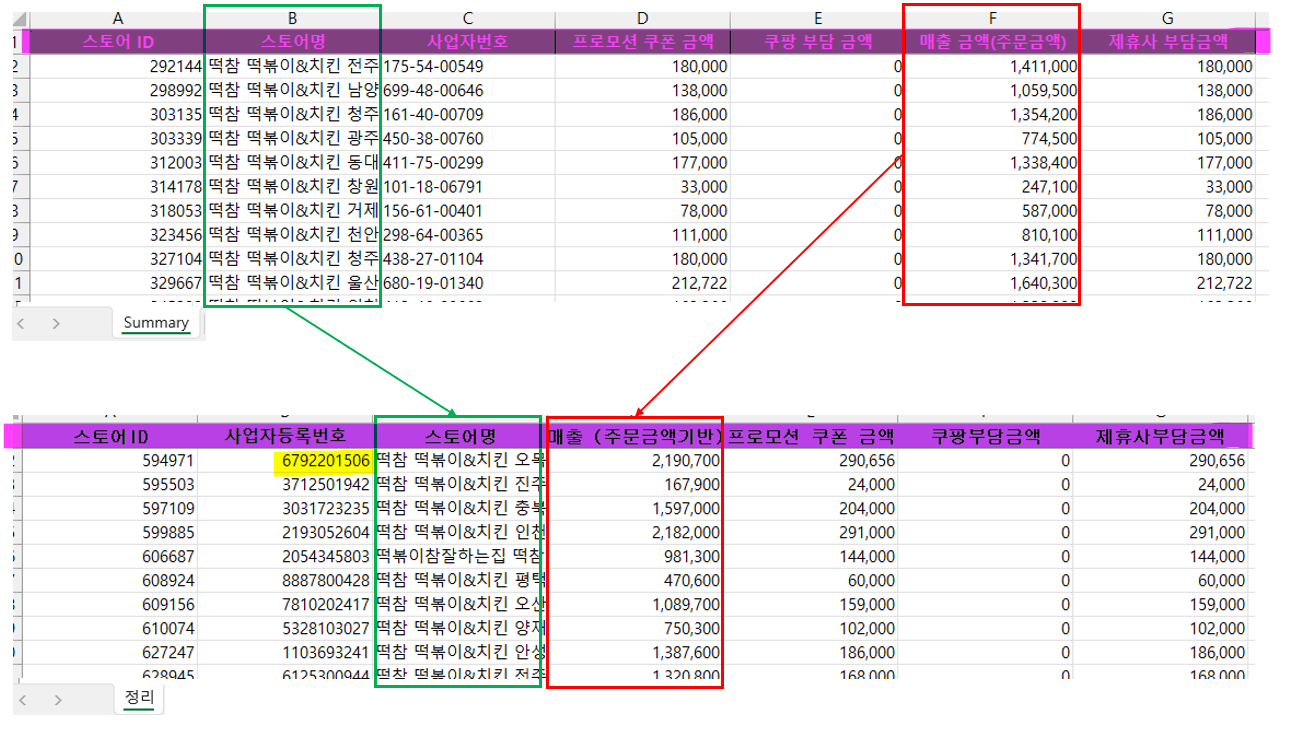 A B C D E F G
1 스토어 ID 스토어명 사업자번호 프로모션 쿠폰 금액 쿠팡 부담 금액 매출 금액(주문금액) 제휴사 부담금액
2 292144 떡참 떡볶이&치킨 전주 175-54-00549 180,000 0 1,411,000 180,000
3 298992 떡참 떡볶이&치킨 남양 699-48-00646 138,000 0 1,059,500 138,000
4 303135 떡참 떡볶이&치킨 청주 161-40-00709 186,000 0 1,354,200 186,000
5 303339 떡참 떡볶이&치킨 광주 450-38-00760 105,000 0 774,500 105,000
6 312003 떡참 떡볶이&치킨 동대 411-75-00299 177,000 0 1,338,400 177,000
7 314178 떡참 떡볶이&치킨 창원 101-18-06791 33,000 0 247,100 33,000
8 318053 떡참 떡볶이&치킨 거제 156-61-00401 78,000 0 587,000 78,000
9 323456 떡참 떡볶이&치킨 천안 298-64-00365 111,000 0 810,100 111,000
0 327104 떡참 떡볶이&치킨 청주 438-27-01104 180,000 0 1,341,700 180,000
1 329667 떡참 떡볶이&치킨 울산 680-19-01340 212,722 0 1,640,300 212,722
Summary
스토어ID 사업자등록번호 스토어명 매출 (주문금액기반) 프로모션 쿠폰 금액 쿠팡부담금액 제휴사부담금액
594971 6792201506 떡참 떡볶이&치킨 오목 2,190,700 290,656 0 290,656
595503 3712501942 떡참 떡볶이&치킨 진주 167,900 24,000 0 24,000
597109 3031723235 떡참 떡볶이&치킨 충북 1,597,000 204,000 0 204,000
599885 2193052604 떡참 떡볶이&치킨 인천 2,182,000 291,000 0 291,000
606687 2054345803 떡볶이참잘하는집 떡참 981,300 144,000 0 144,000
608924 8887800428 떡참 떡볶이&치킨 평택 470,600 60,000 0 60,000
609156 7810202417 떡참 떡볶이&치킨 오산 1,089,700 159,000 0 159,000
610074 5328103027 떡참 떡볶이&치킨 양재 750,300 102,000 0 102,000
627247 1103693241 떡참 떡볶이&치킨 안성 1,387,600 186,000 0 186,000
628945 6125300944 떡참 떡볶이&치킨 전주 1,320,800 168,000 0 168,000
정리